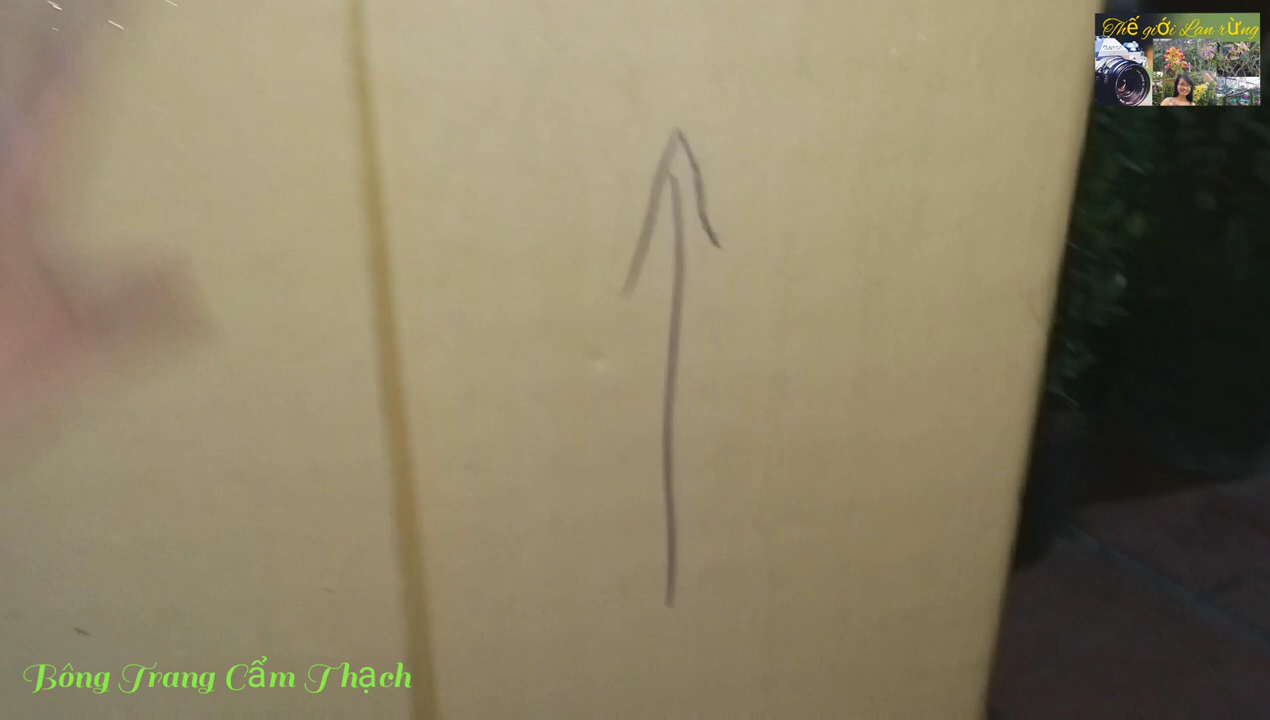 Thế giới Lan rừng
Bông Trang Cẩm Thạch